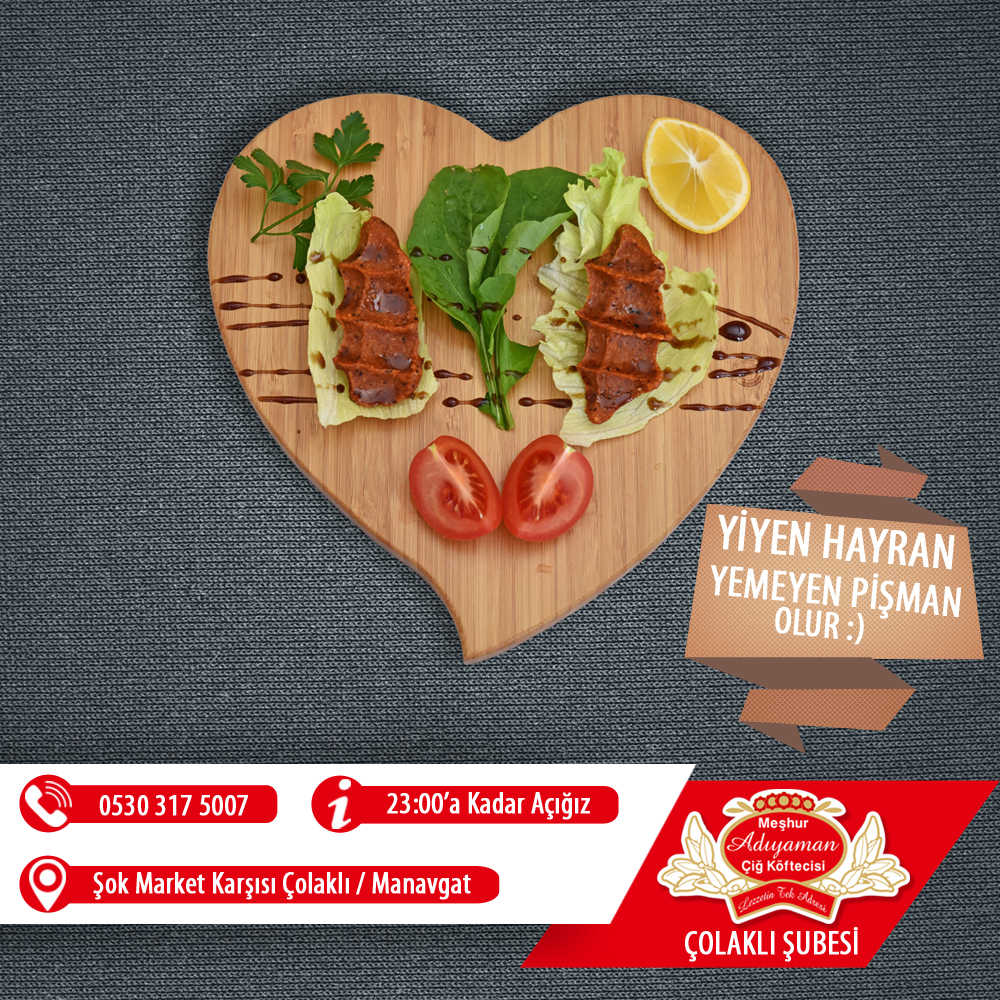 YİYEN HAYRAN
YEMEYEN PİŞMAN
OLUR :)
0530 317 5007
23:00’a Kadar Açığız
Şok Market Karşısı Çolaklı / Manavgat
Meşhur
Adıyaman
Çiğ Köftecisi
Lezzetin Tek Adresi
ÇOLAKLI ŞUBESİ